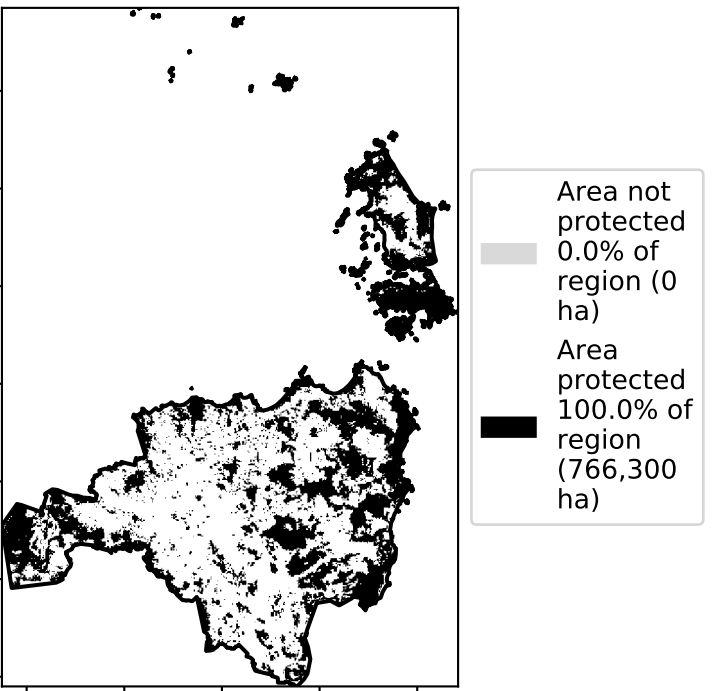 Area not
protected
0.0% of
region (0
ha)
Area
protected
100.0% of
region
(766,300
ha)